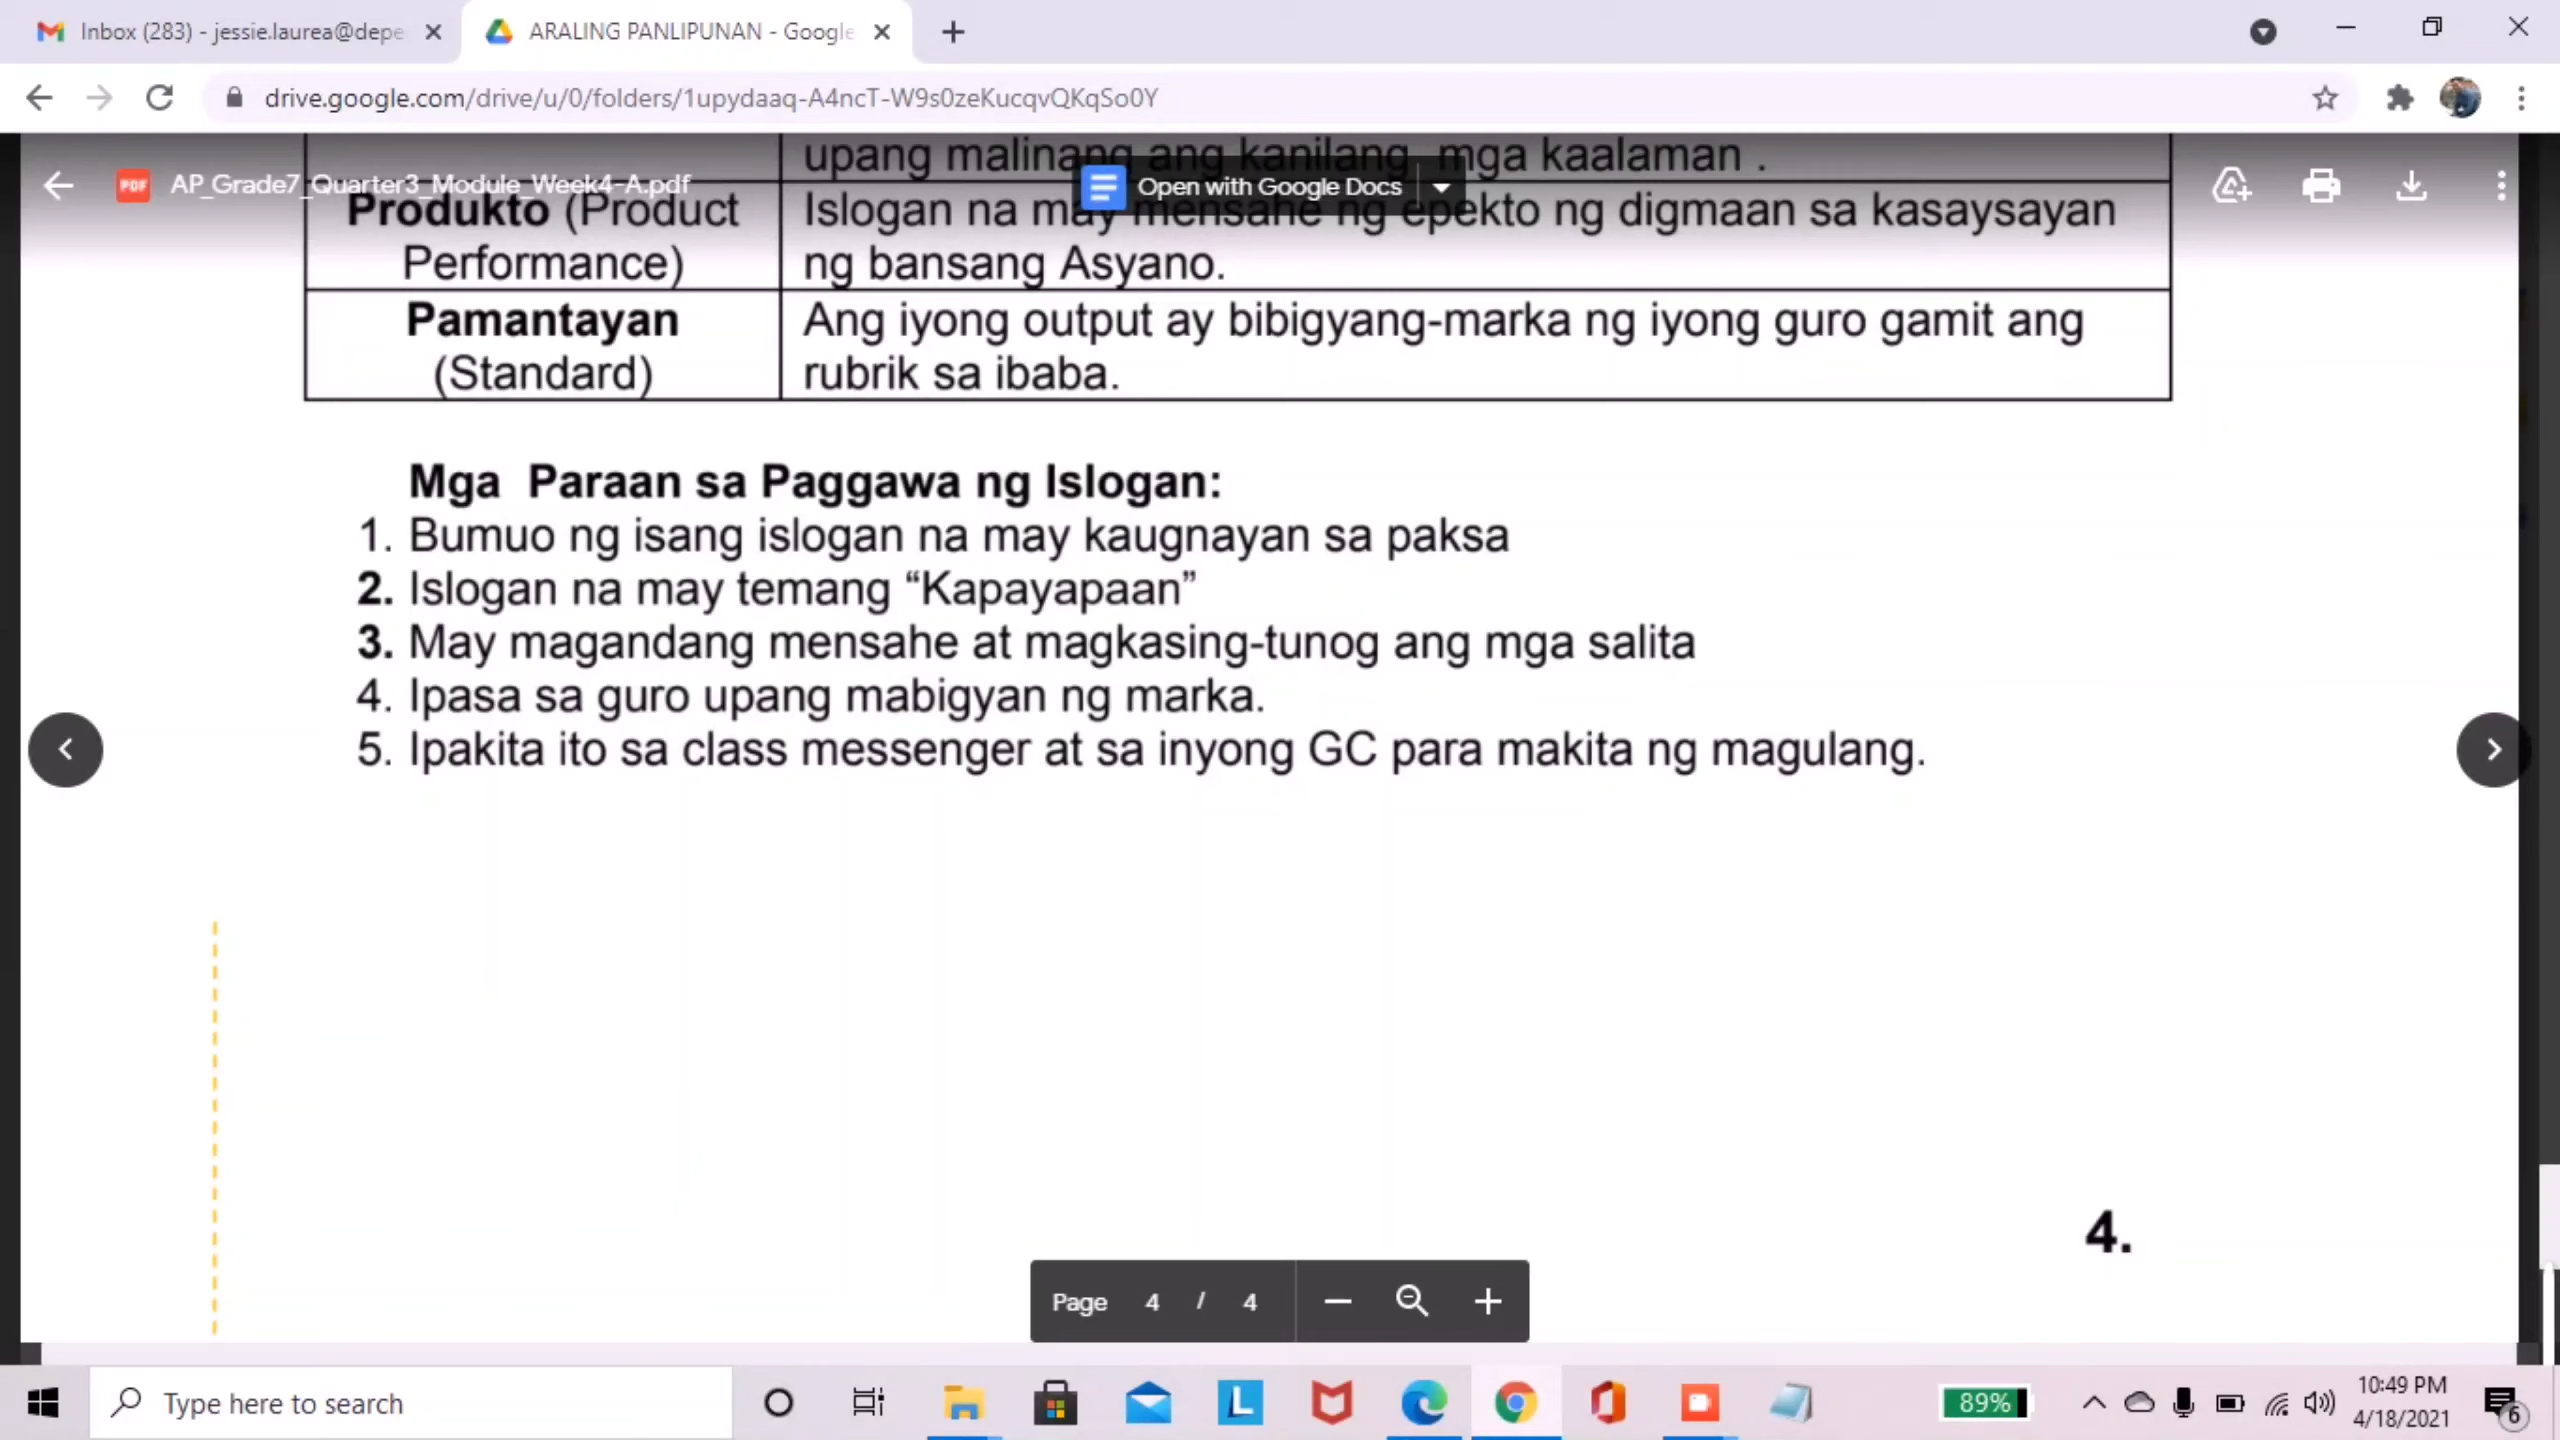 Inbox (283) - jessie.laurea@depe
ARALING PANLIPUNAN - Google
drive.google.com/drive/u/0/folders/1upydaaq-A4ncT-W9s0zeKucqvQKqSo0Y
upang malinang ang kanilang mga kaalaman .
PDF AP_Grade7_Quarter3_Module_Week4-A.pdf
Open with Google Docs
Produkto (Product Performance)
Islogan na may mensahe ng epekto ng digmaan sa kasaysayan
ng bansang Asyano.
Pamantayan
(Standard)
Ang iyong output ay bibigyang-marka ng iyong guro gamit ang
rubrik sa ibaba.
Mga Paraan sa Paggawa ng Islogan:
1. Bumuo ng isang islogan na may kaugnayan sa paksa
2. Islogan na may temang “Kapayapaan”
3. May magandang mensahe at magkasing-tunog ang mga salita
4. Ipasa sa guro upang mabigyan ng marka.
5. Ipakita ito sa class messenger at sa inyong GC para makita ng magulang.
4.
Page 4 / 4
Type here to search
L
89%
10:49 PM
4/18/2021
6